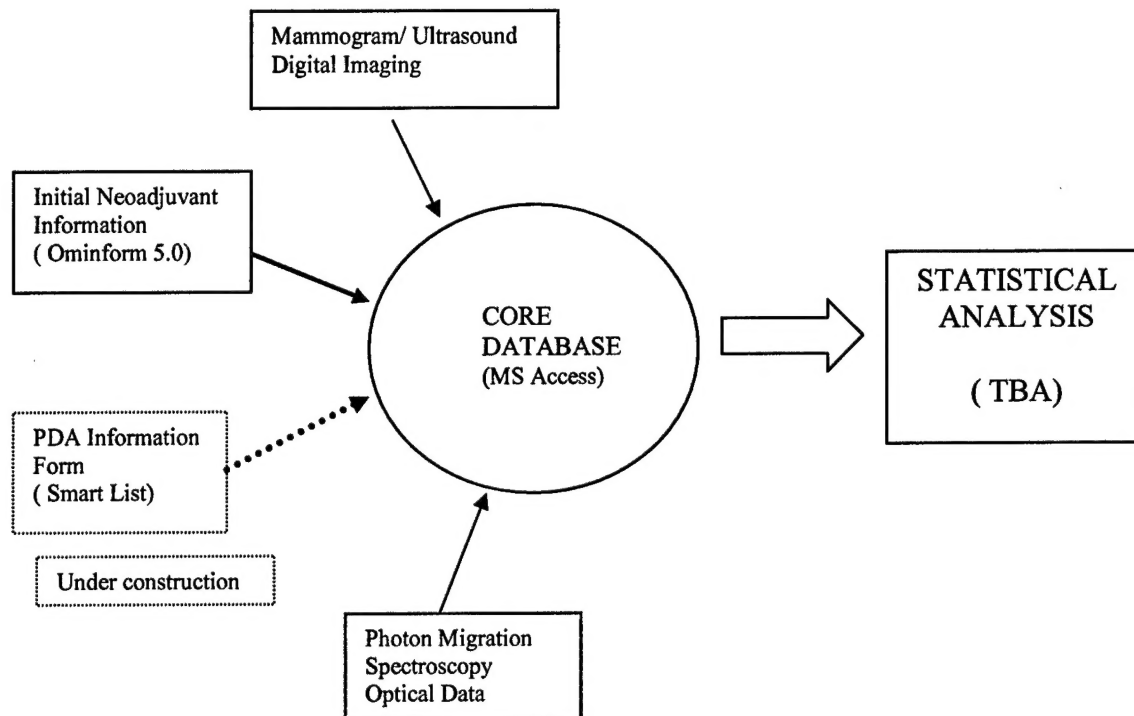 Mammogram/ Ultrasound
Digital Imaging
Initial Neoadjuvant
Information
( Ominform 5.0)
CORE
DATABASE
(MS Access)
STATISTICAL
ANALYSIS
( TBA)
PDA Information
Form
( Smart List)
Under construction
Photon Migration
Spectroscopy
Optical Data